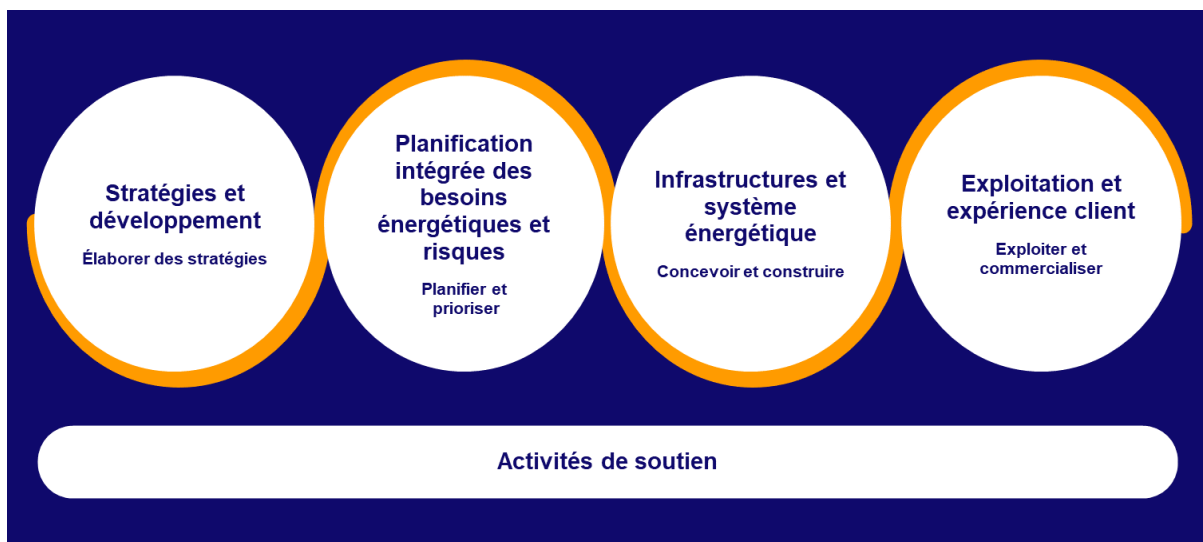 Stratégies et
développement
Élaborer des stratégies
Planification
intégrée des
besoins
énergétiques et
risques
Planifier et
prioriser
Infrastructures et
système
énergétique
Concevoir et construire
Exploitation et
expérience client
Exploiter et
commercialiser
Activités de soutien